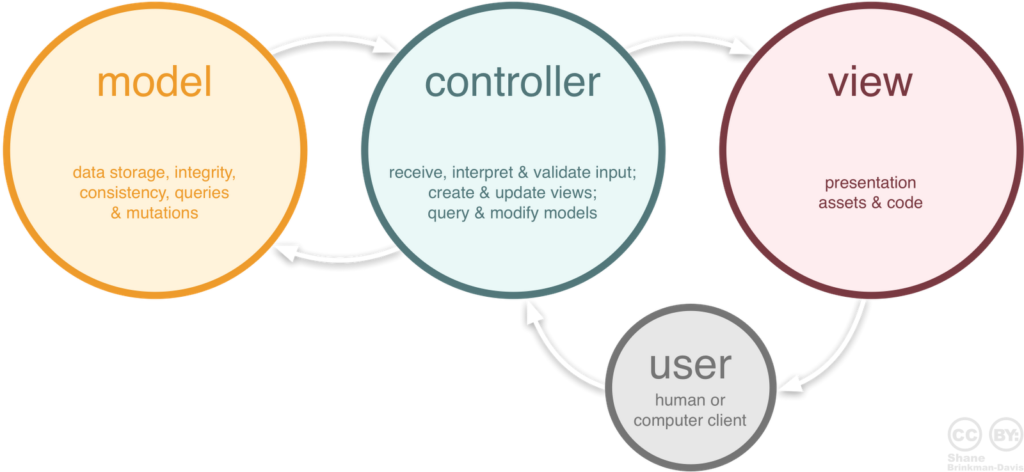 model
data storage, integrity,
consistency, queries
& mutations
controller
receive, interpret & validate input;
create & update views;
query & modify models
view
presentation
assets & code
user
human or
computer client
CC BY:
Shane
Brinkman-Davis